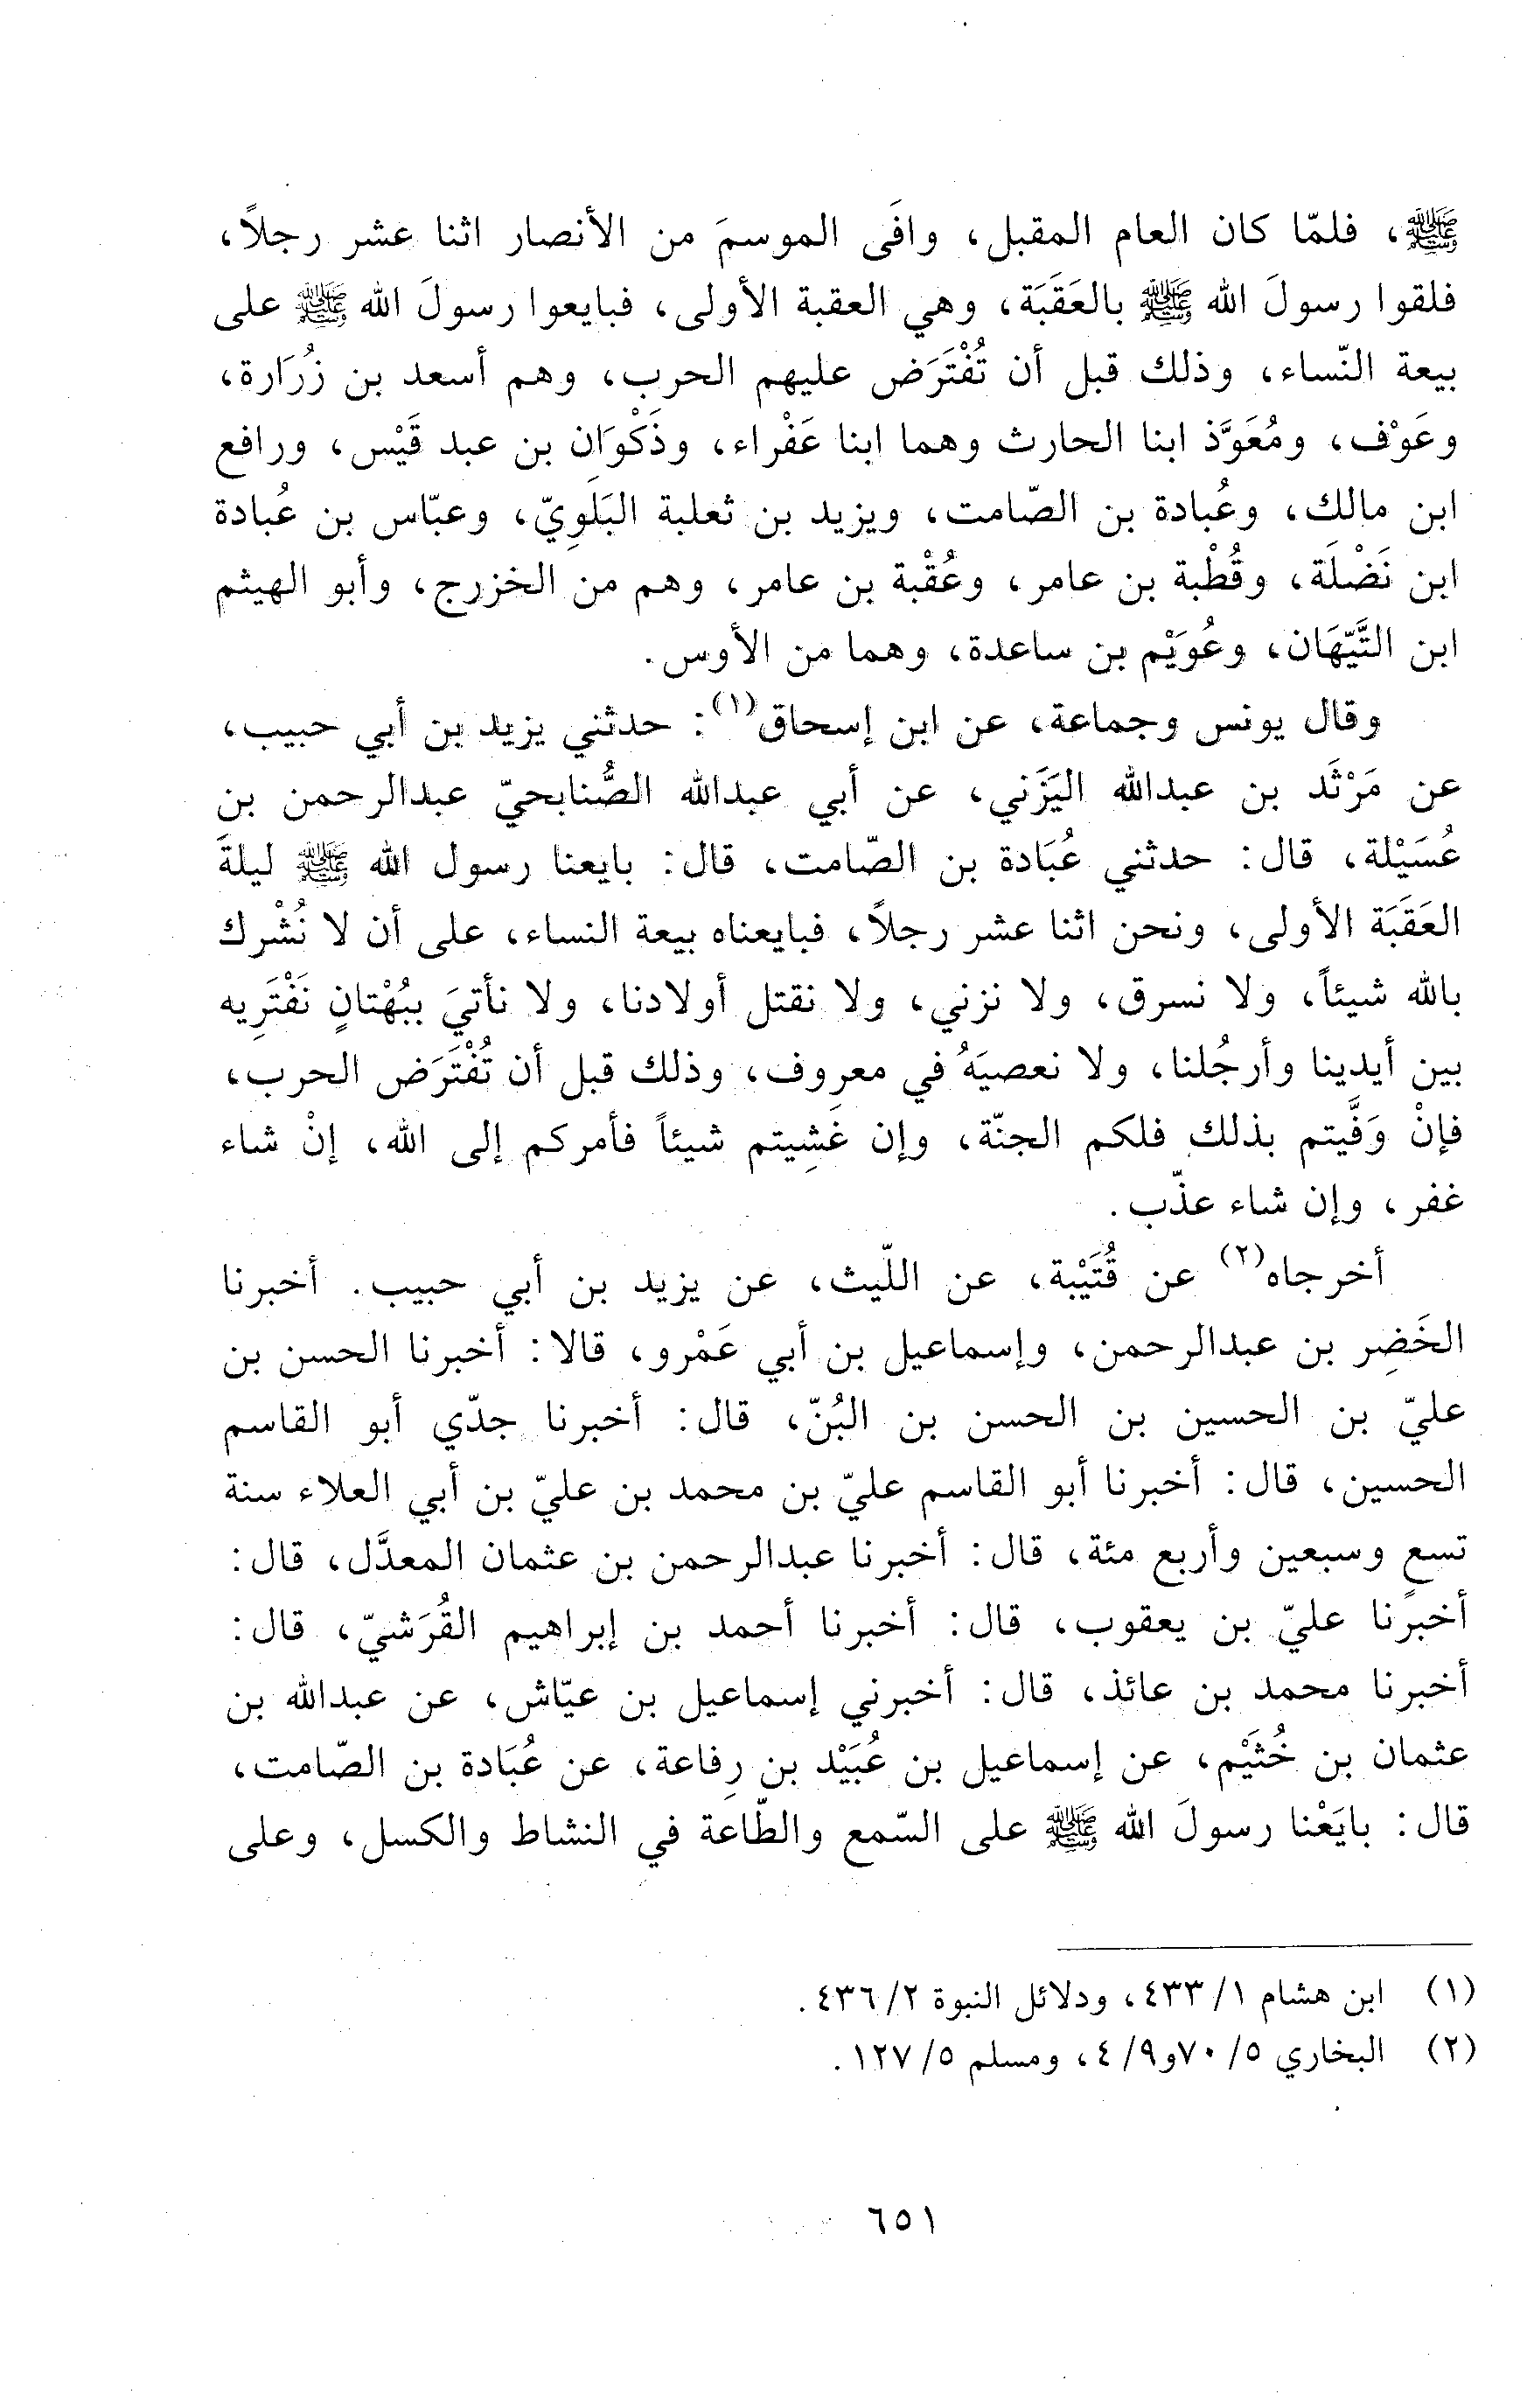 ﷺ، فلمّا كان العام المقبل، وافَى الموسمَ من الأنصار اثنا عشر رجلاً،
فلقوا رسولَ الله ﷺ بالعَقَبَة، وهي العقبة الأولى، فبايعوا رسولَ الله ﷺ على
بيعة النّساء، وذلك قبل أن تُفْتَرَض عليهم الحرب، وهم أسعد بن زُرَارة،
وعَوْف، ومُعَوَّذ ابنا الحارث وهما ابنا عَفْراء، وذَكْوَان بن عبد قَيْس، ورافع
ابن مالك، وعُبادة بن الصّامت، ويزيد بن ثعلبة البَلَوِيّ، وعبّاس بن عُبادة
ابن نَضْلَة، وقُطْبة بن عامر، وعُقْبة بن عامر، وهم من الخزرج، وأبو الهيثم
ابن التَّيّهَان، وعُوَيْم بن ساعدة، وهما من الأوس.
وقال يونس وجماعة، عن ابن إسحاق(١): حدثني يزيد بن أبي حبيب،
عن مَرْثَد بن عبدالله اليَزَني، عن أبي عبدالله الصُّنابحيّ عبدالرحمن بن
عُسَيْلة، قال: حدثني عُبَادة بن الصّامت، قال: بايعنا رسول الله ﷺ ليلةَ
العَقَبَة الأولى، ونحن اثنا عشر رجلاً، فبايعناه بيعة النساء، على أن لا نُشْرك
بالله شيئاً، ولا نسرق، ولا نزني، ولا نقتل أولادنا، ولا نأتيَ ببُهْتانٍ نَفْتَرِيه
بين أيدينا وأرجُلنا، ولا نعصيَهُ في معروف، وذلك قبل أن تُفْتَرَض الحرب،
فإنْ وَفَّيتم بذلك فلكم الجنّة، وإن غَشِيتم شيئاً فأمركم إلى الله، إنْ شاء
غفر، وإن شاء عذّب.
أخرجاه(٢) عن قُتَيْبة، عن اللّيث، عن يزيد بن أبي حبيب. أخبرنا
الخَضِر بن عبدالرحمن، وإسماعيل بن أبي عَمْرو، قالا: أخبرنا الحسن بن
عليّ بن الحسين بن الحسن بن البُنّ، قال: أخبرنا جدّي أبو القاسم
الحسين، قال: أخبرنا أبو القاسم عليّ بن محمد بن عليّ بن أبي العلاء سنة
تسعٍ وسبعين وأربع مئة، قال: أخبرنا عبدالرحمن بن عثمان المعدَّل، قال:
أخبرنا عليّ بن يعقوب، قال: أخبرنا أحمد بن إبراهيم القُرَشيّ، قال:
أخبرنا محمد بن عائذ، قال: أخبرني إسماعيل بن عيّاش، عن عبدالله بن
عثمان بن خُثَيْم، عن إسماعيل بن عُبَيْد بن رِفاعة، عن عُبَادة بن الصّامت،
قال: بايَعْنا رسولَ الله ﷺ على السّمع والطّاعة في النشاط والكسل، وعلى
(١) ابن هشام ١/ ٤٣٣، ودلائل النبوة ٢/ ٤٣٦.
(٢) البخاري ٥/ ٧٠و٩/ ٤، ومسلم ٥/ ١٢٧.
٦٥١